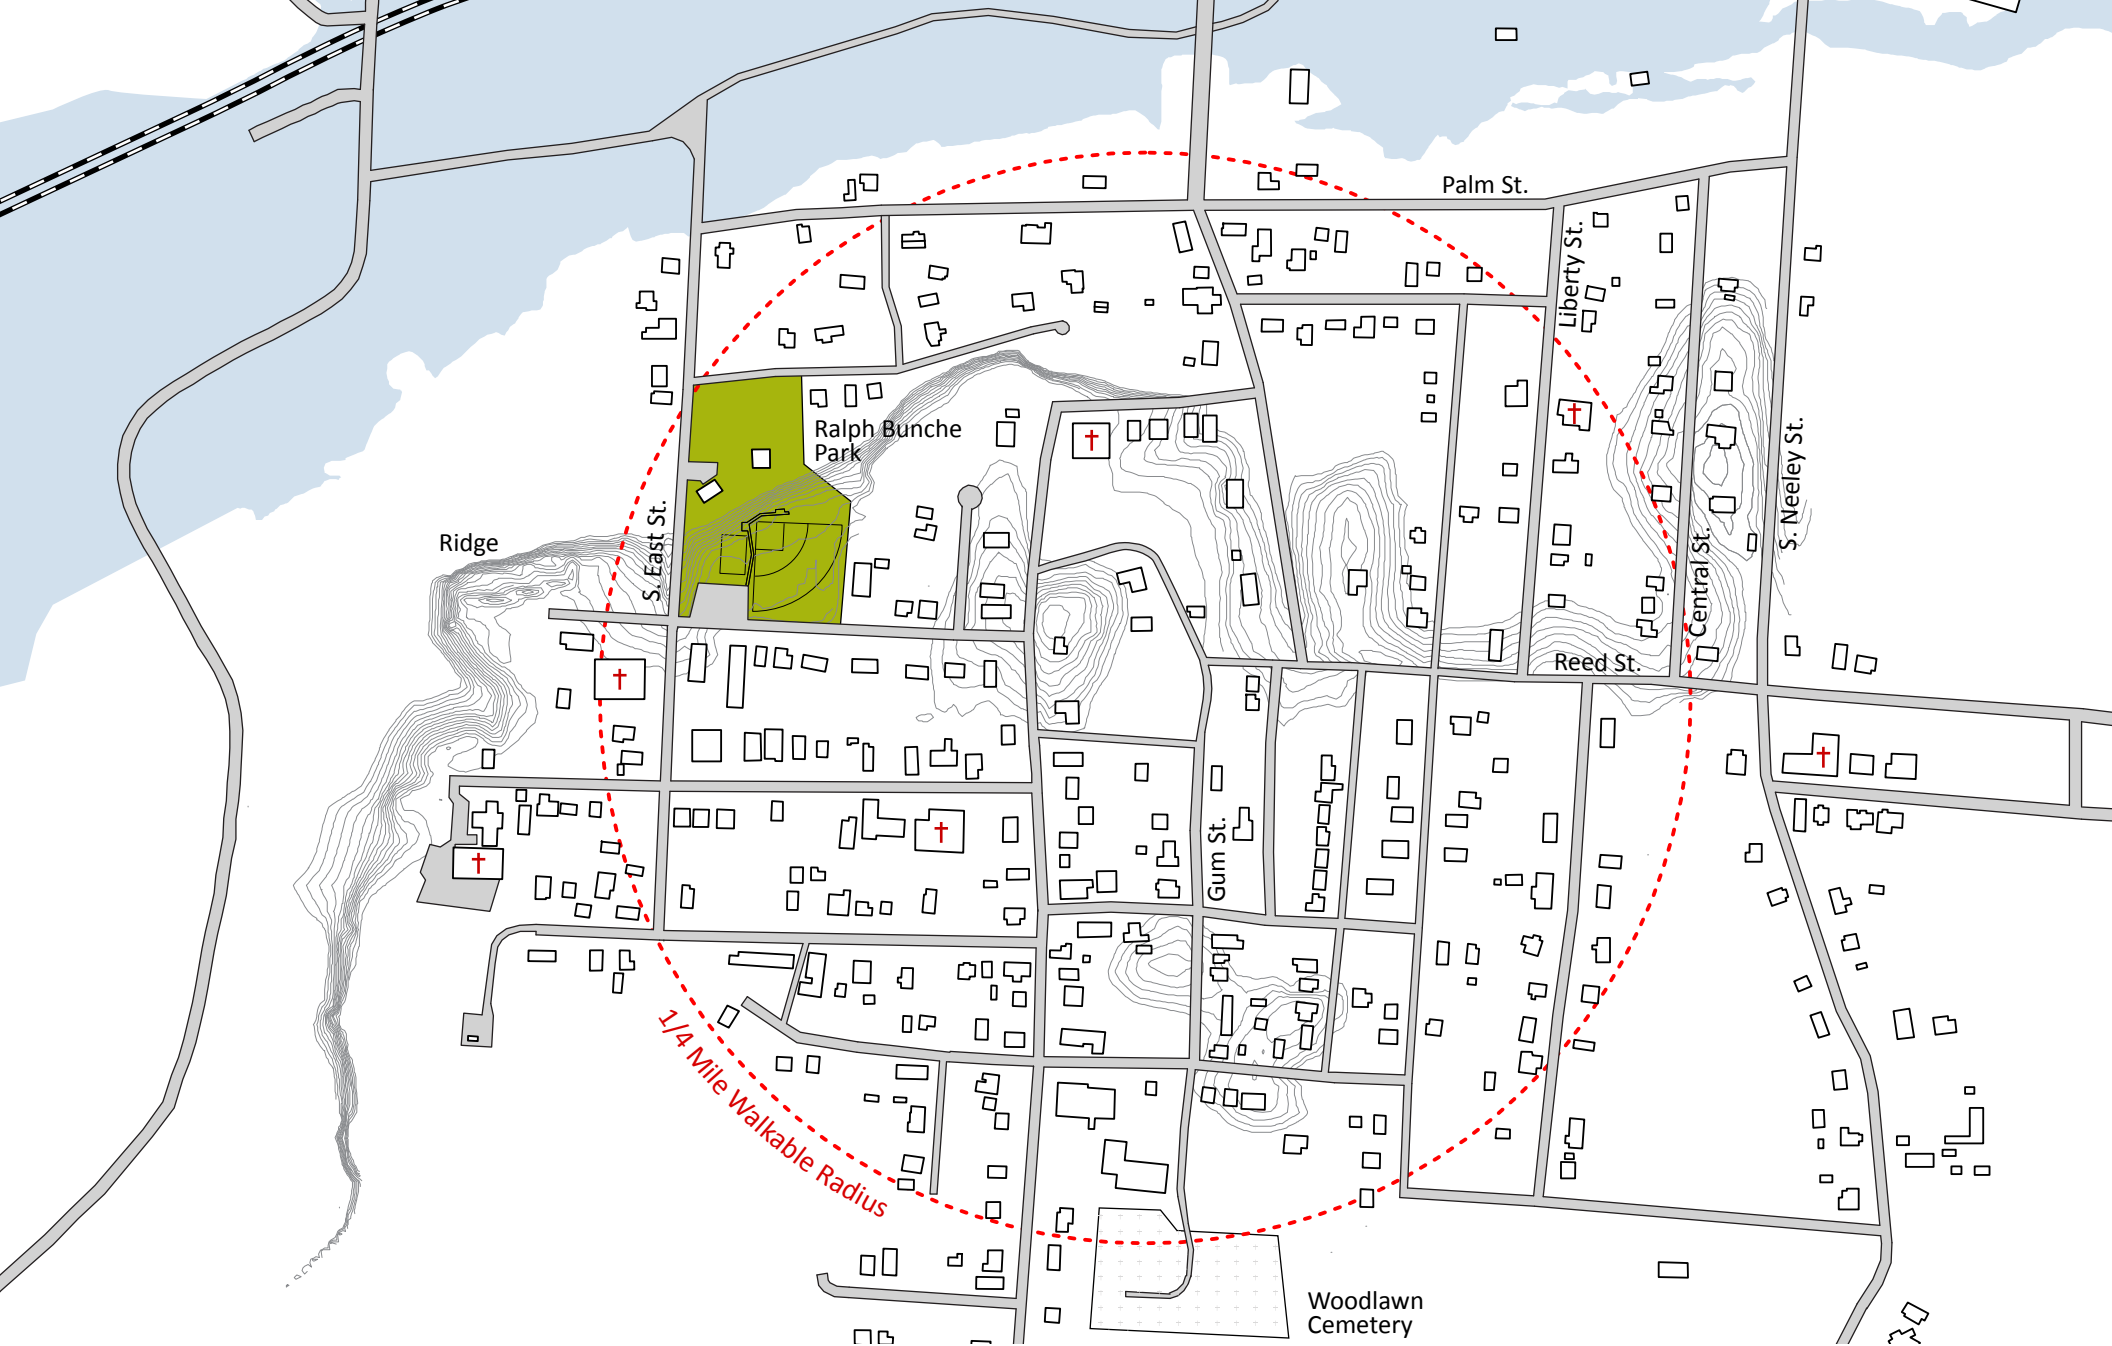 Palm St.
Liberty St.
Ralph Bunche
Park
S. Neeley St.
Ridge
S. East St.
Central St.
Reed St.
Gum St.
1/4 Mile Walkable Radius
Woodlawn
Cemetery